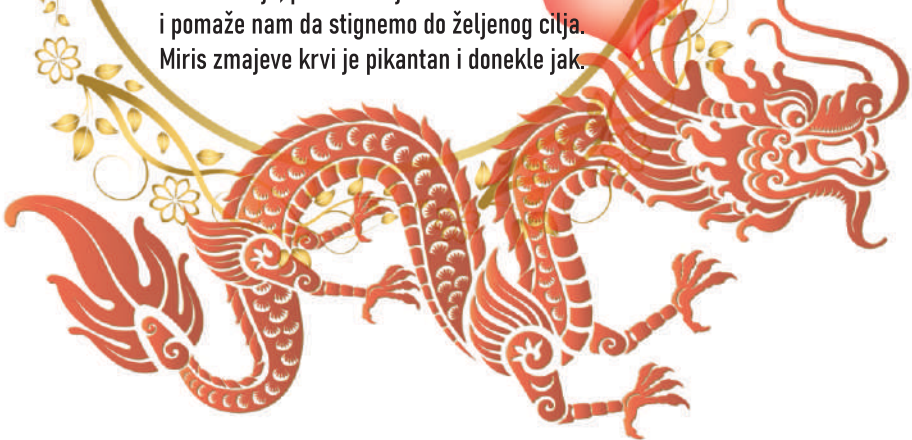 i pomaže nam da stignemo do željenog cilja.
Miris zmajeve krvi je pikantan i donekle jak.